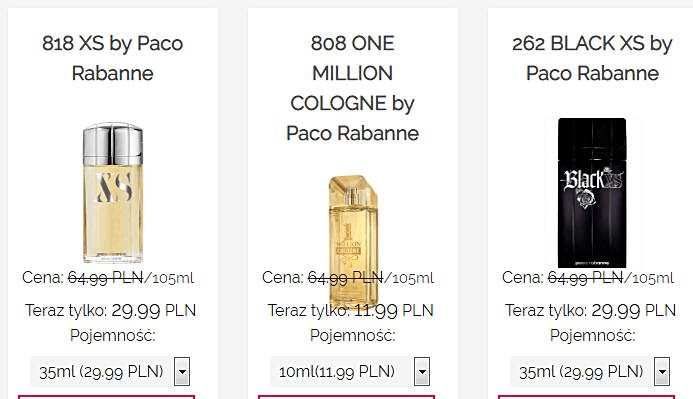 818 XS by Paco
Rabanne
XS
Cena: 64.99 PLN/105ml
Teraz tylko: 29.99 PLN
Pojemność:
35ml (29.99 PLN)
808 ONE
MILLION
COLOGNE by
Paco Rabanne
1
MILLION
COLOGNE
Cena: 64.99 PLN/105ml
Teraz tylko: 11.99 PLN
Pojemność:
10ml(11.99 PLN)
262 BLACK XS by
Paco Rabanne
BlackXS
paco rabanne
Cena: 64.99 PLN/105ml
Teraz tylko: 29.99 PLN
Pojemność:
35ml (29.99 PLN)